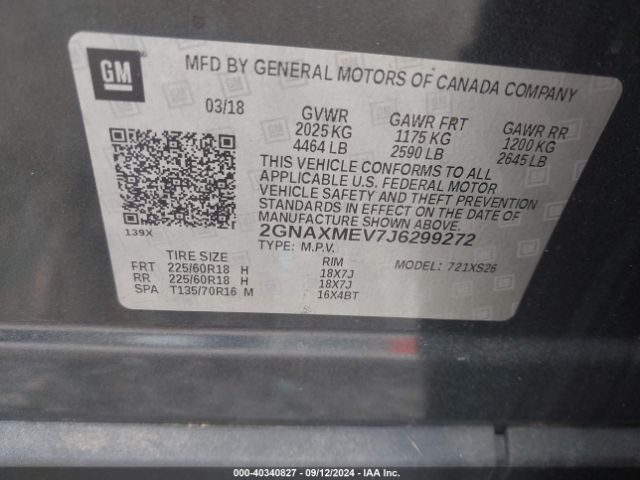 GM
MFD BY GENERAL MOTORS OF CANADA COMPANY
03/18 GVWR GAWR FRT GAWR RR
2025 KG 1175 KG 1200 KG
4464 LB 2590 LB 2645 LB
THIS VEHICLE CONFORMS TO ALL
APPLICABLE U.S. FEDERAL MOTOR
VEHICLE SAFETY, BUMPER, AND THEFT
PREVENTION STANDARDS IN EFFECT ON THE DATE OF
MANUFACTURE SHOWN ABOVE.
139X 2GNAXMEV7J6299272
TYPE: M.P.V. MODEL: 721XS26
TIRE SIZE RIM
FRT 225/60R18 H 18X7J
RR 225/60R18 H 18X7J
SPA T135/70R16 M 16X4BT
000-40340827 - 09/12/2024 - IAA Inc.